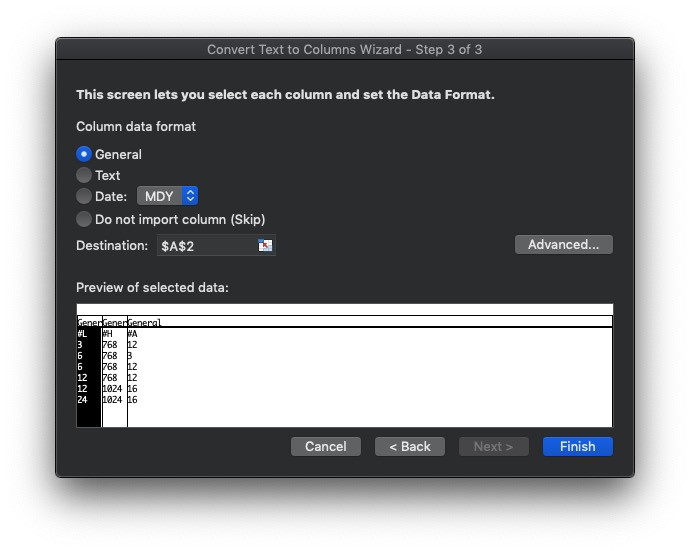 Convert Text to Columns Wizard - Step 3 of 3
This screen lets you select each column and set the Data Format.
Column data format
General
Text
Date: MDY
Do not import column (Skip)
Destination: $A$2
Advanced...
Preview of selected data:
Gener Gener General
#L #H #A
3 768 12
6 768 3
6 768 12
12 768 12
12 1024 16
24 1024 16
Cancel < Back Next > Finish